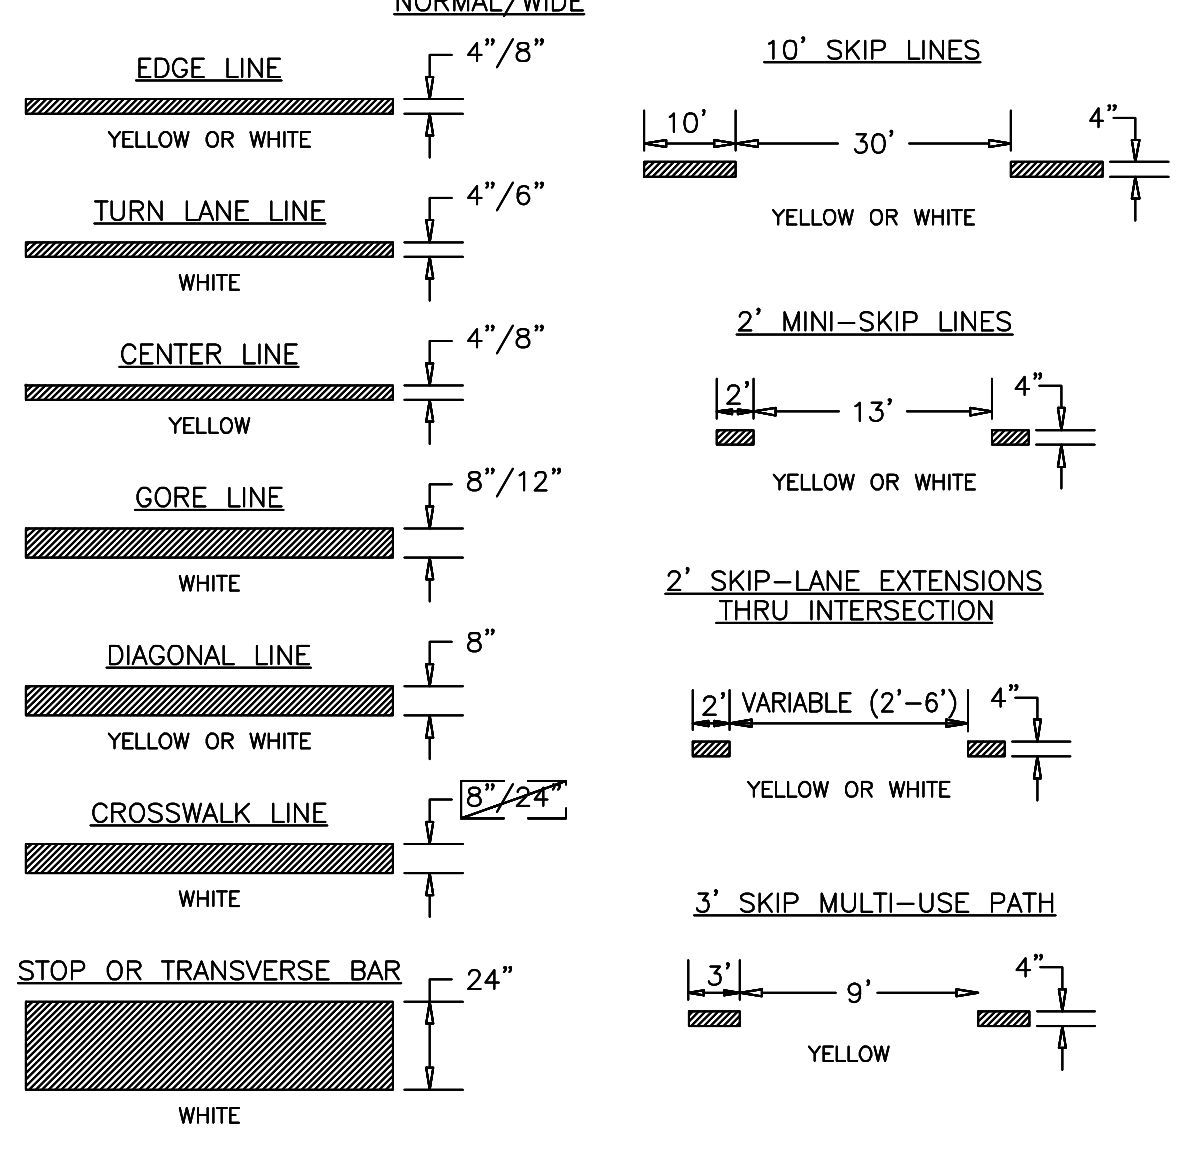 NORMAL/WIDE
EDGE LINE
4"/8"
YELLOW OR WHITE
TURN LANE LINE
4"/6"
WHITE
CENTER LINE
4"/8"
YELLOW
GORE LINE
8"/12"
WHITE
DIAGONAL LINE
8"
YELLOW OR WHITE
CROSSWALK LINE
8"/24"
WHITE
STOP OR TRANSVERSE BAR
24"
WHITE
10' SKIP LINES
10'
30'
4"
YELLOW OR WHITE
2' MINI-SKIP LINES
2'
13'
4"
YELLOW OR WHITE
2' SKIP-LANE EXTENSIONS
THRU INTERSECTION
2'
VARIABLE (2'-6')
4"
YELLOW OR WHITE
3' SKIP MULTI-USE PATH
3'
9'
4"
YELLOW